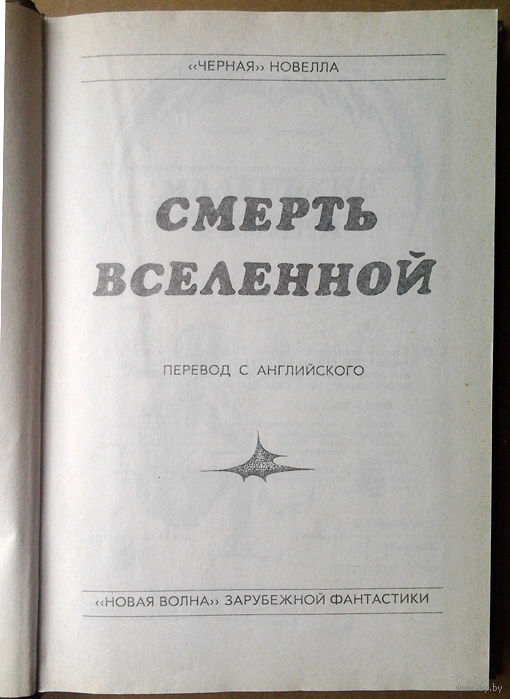 ‹‹ЧЕРНАЯ›› НОВЕЛЛА
СМЕРТЬ
ВСЕЛЕННОЙ
ПЕРЕВОД С АНГЛИЙСКОГО
‹‹НОВАЯ ВОЛНА›› ЗАРУБЕЖНОЙ ФАНТАСТИКИ